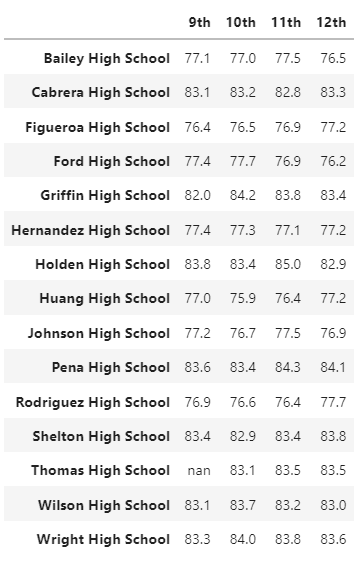 9th 10th 11th 12th
Bailey High School 77.1 77.0 77.5 76.5
Cabrera High School 83.1 83.2 82.8 83.3
Figueroa High School 76.4 76.5 76.9 77.2
Ford High School 77.4 77.7 76.9 76.2
Griffin High School 82.0 84.2 83.8 83.4
Hernandez High School 77.4 77.3 77.1 77.2
Holden High School 83.8 83.4 85.0 82.9
Huang High School 77.0 75.9 76.4 77.2
Johnson High School 77.2 76.7 77.5 76.9
Pena High School 83.6 83.4 84.3 84.1
Rodriguez High School 76.9 76.6 76.4 77.7
Shelton High School 83.4 82.9 83.4 83.8
Thomas High School nan 83.1 83.5 83.5
Wilson High School 83.1 83.7 83.2 83.0
Wright High School 83.3 84.0 83.8 83.6